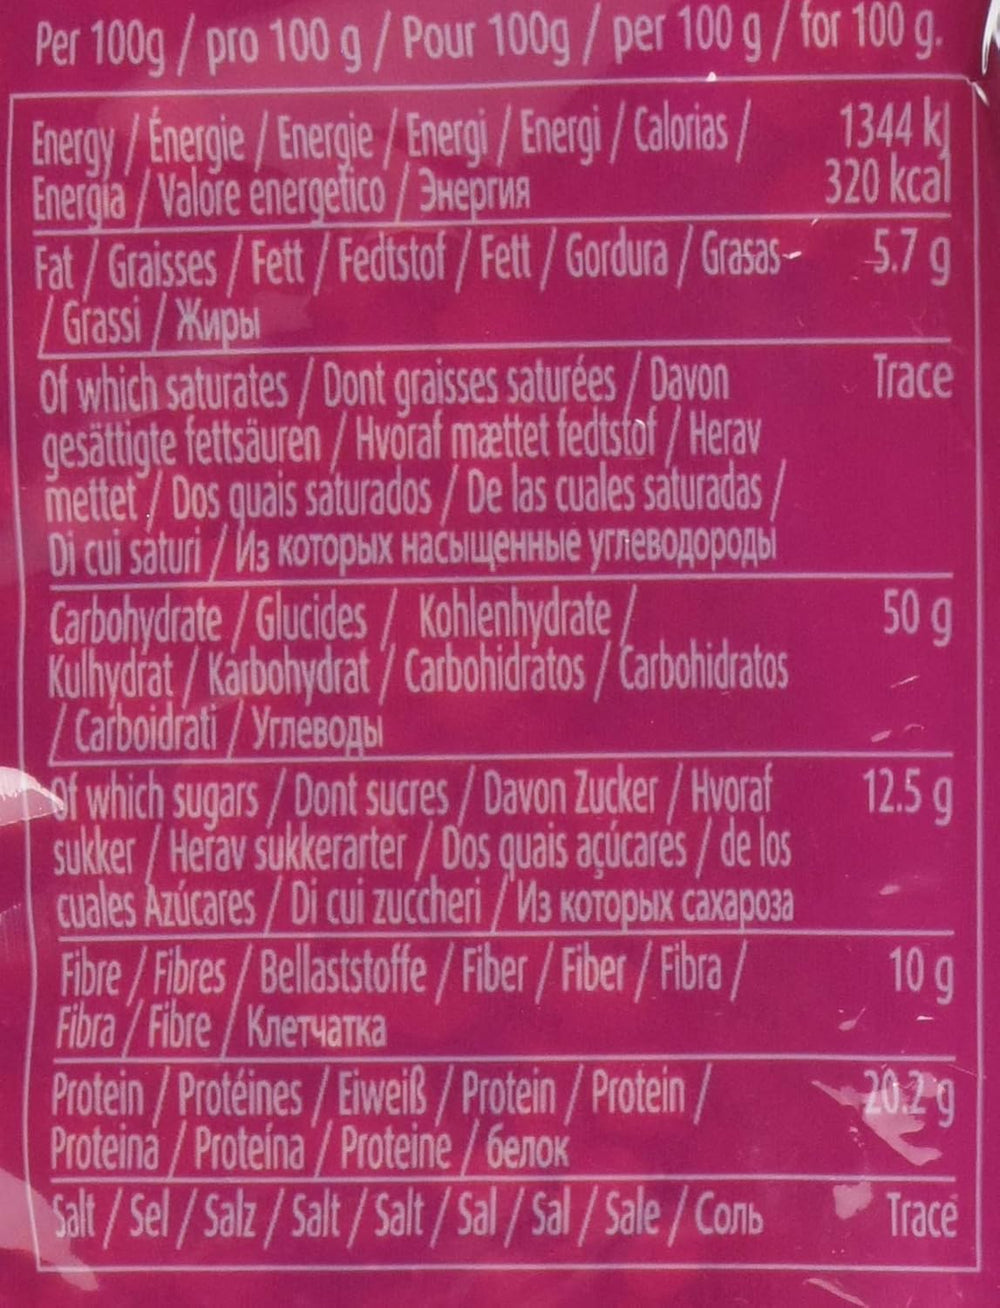 Per 100g / pro 100 g / Pour 100g / per 100 g / for 100 g.
Energy / Énergie / Energie / Energi / Energi / Calorias / 1344 kj
Energia / Valore energetico / Энергия 320 kcal
Fat / Graisses / Fett / Fedtstof / Fett / Gordura / Grasas 5.7 g
/ Grassi / Жиры
Of which saturates / Dont graisses saturées / Davon Trace
gesättigte fettsäuren / Hvoraf mættet fedtstof / Herav
mettet / Dos quais saturados / De las cuales saturadas /
Di cui saturi / Из которых насыщенные углеводороды
Carbohydrate / Glucides / Kohlenhydrate / 50 g
Kulhydrat / Karbohydrat / Carbohidratos / Carbohidratos
/ Carboidrati / Углеводы
Of which sugars / Dont sucres / Davon Zucker / Hvoraf 12.5 g
sukker / Herav sukkerarter / Dos quais açúcares / de los
cuales Azúcares / Di cui zuccheri / Из которых сахароза
Fibre / Fibres / Bellaststoffe / Fiber / Fiber / Fibra / 10 g
Fibra / Fibre / Клетчатка
Protein / Protéines / Eiweiß / Protein / Protein / 20.2 g
Proteina / Proteína / Proteine / белок
Salt / Sel / Salz / Salt / Salt / Sal / Sal / Sale / Соль Trace